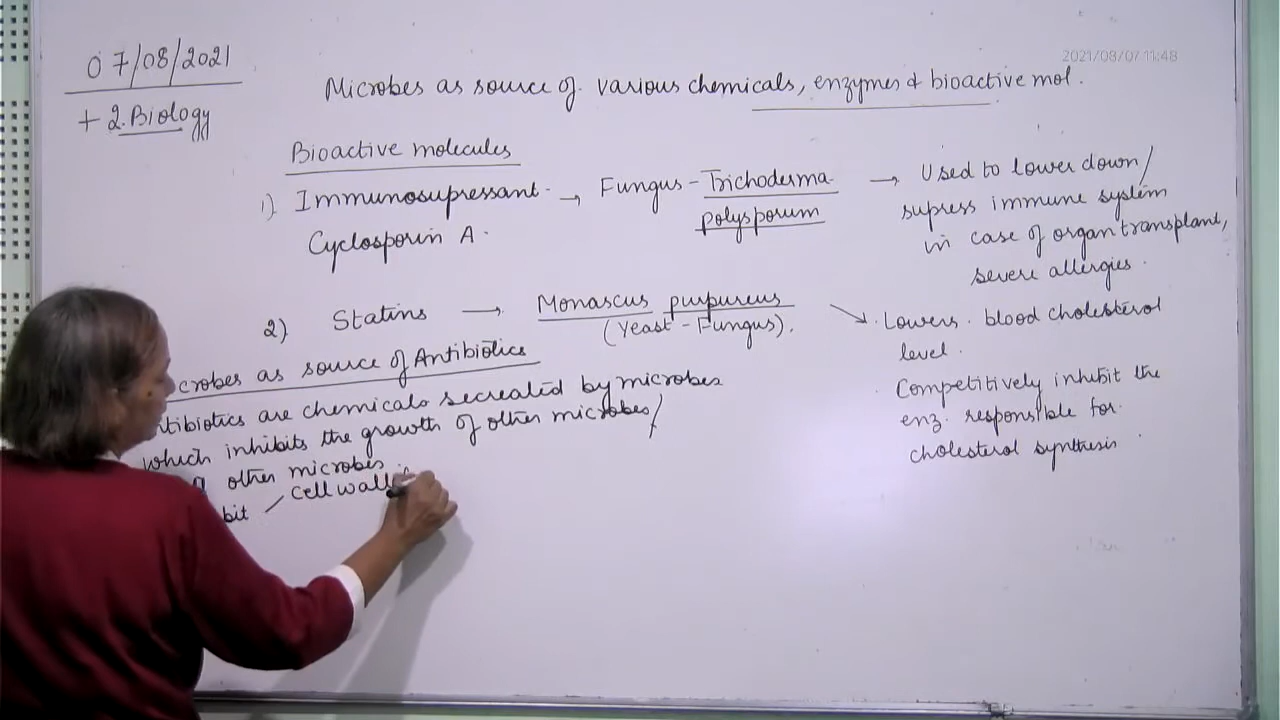 07/08/2021
+2 Biology
2021/08/07 11:48
Microbes as source of various chemicals, enzymes & bioactive mol.
Bioactive molecules
1) Immunosupressant → Fungus - Trichoderma → Used to lower down/
Cyclosporin A. polysporum supress immune system
in case of organ transplant,
severe allergies.
2) Statins → Monascus purpureus → Lowers blood cholesterol
(Yeast - Fungus). level.
crobes as source of Antibiotics
Competitively inhibit the
enz. responsible for
cholesterol synthesis
tibiotics are chemicals secreated by microbes
which inhibits the growth of other microbes/
other microbes.
bit / Cell wall